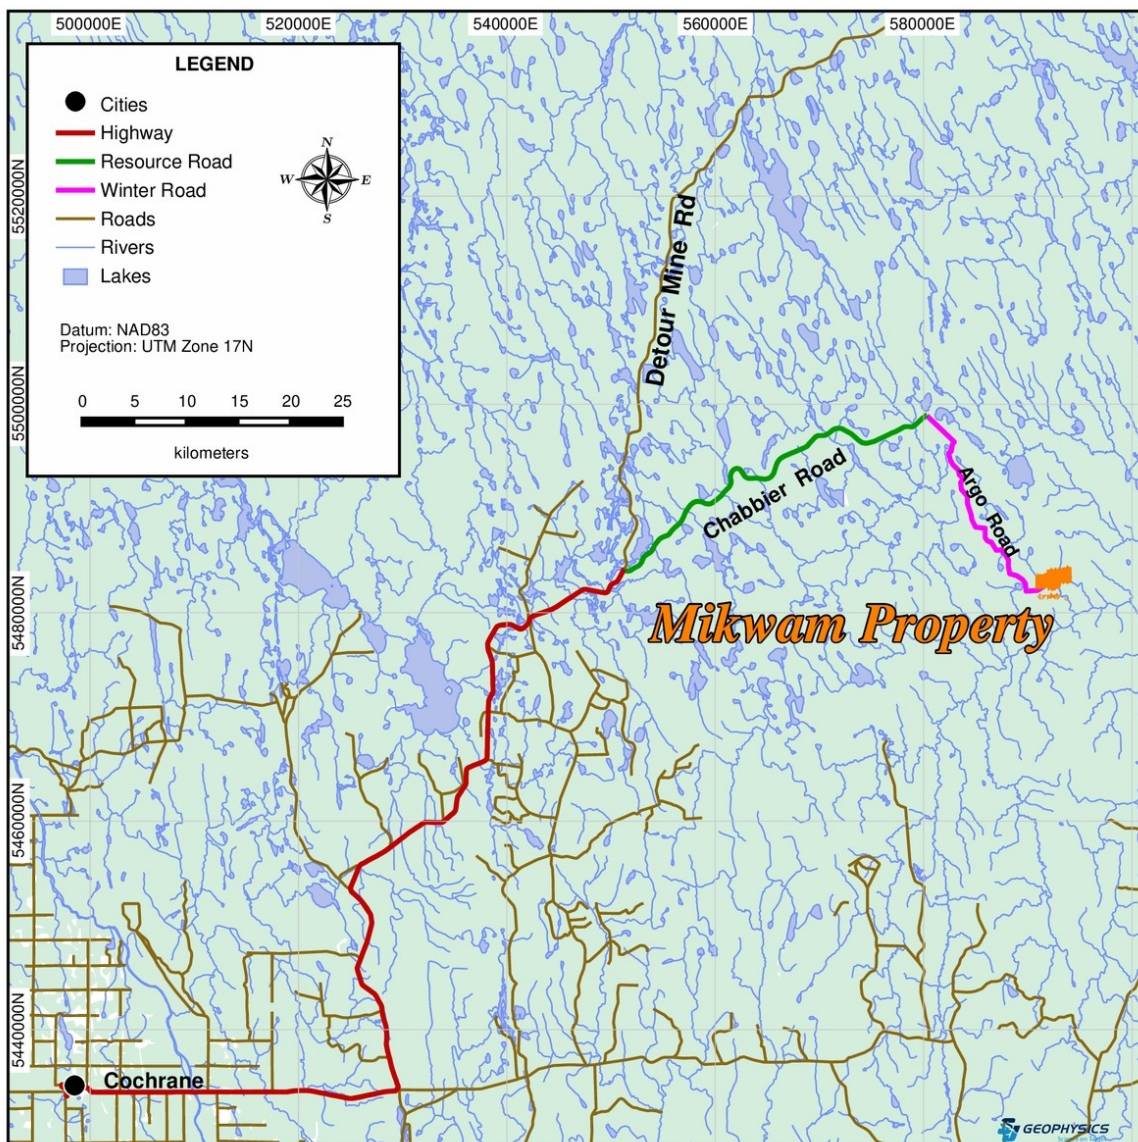 500000E
520000E
540000E
560000E
580000E
LEGEND
Cities
Highway
Resource Road
Winter Road
Roads
Rivers
Lakes
N
W
E
S
Datum: NAD83
Projection: UTM Zone 17N
0 5 10 15 20 25
kilometers
5520000N
5500000N
5480000N
5460000N
5440000N
Detour Mine Rd
Chabbier Road
Argo Road
Mikwam Property
Cochrane
GEOPHYSICS